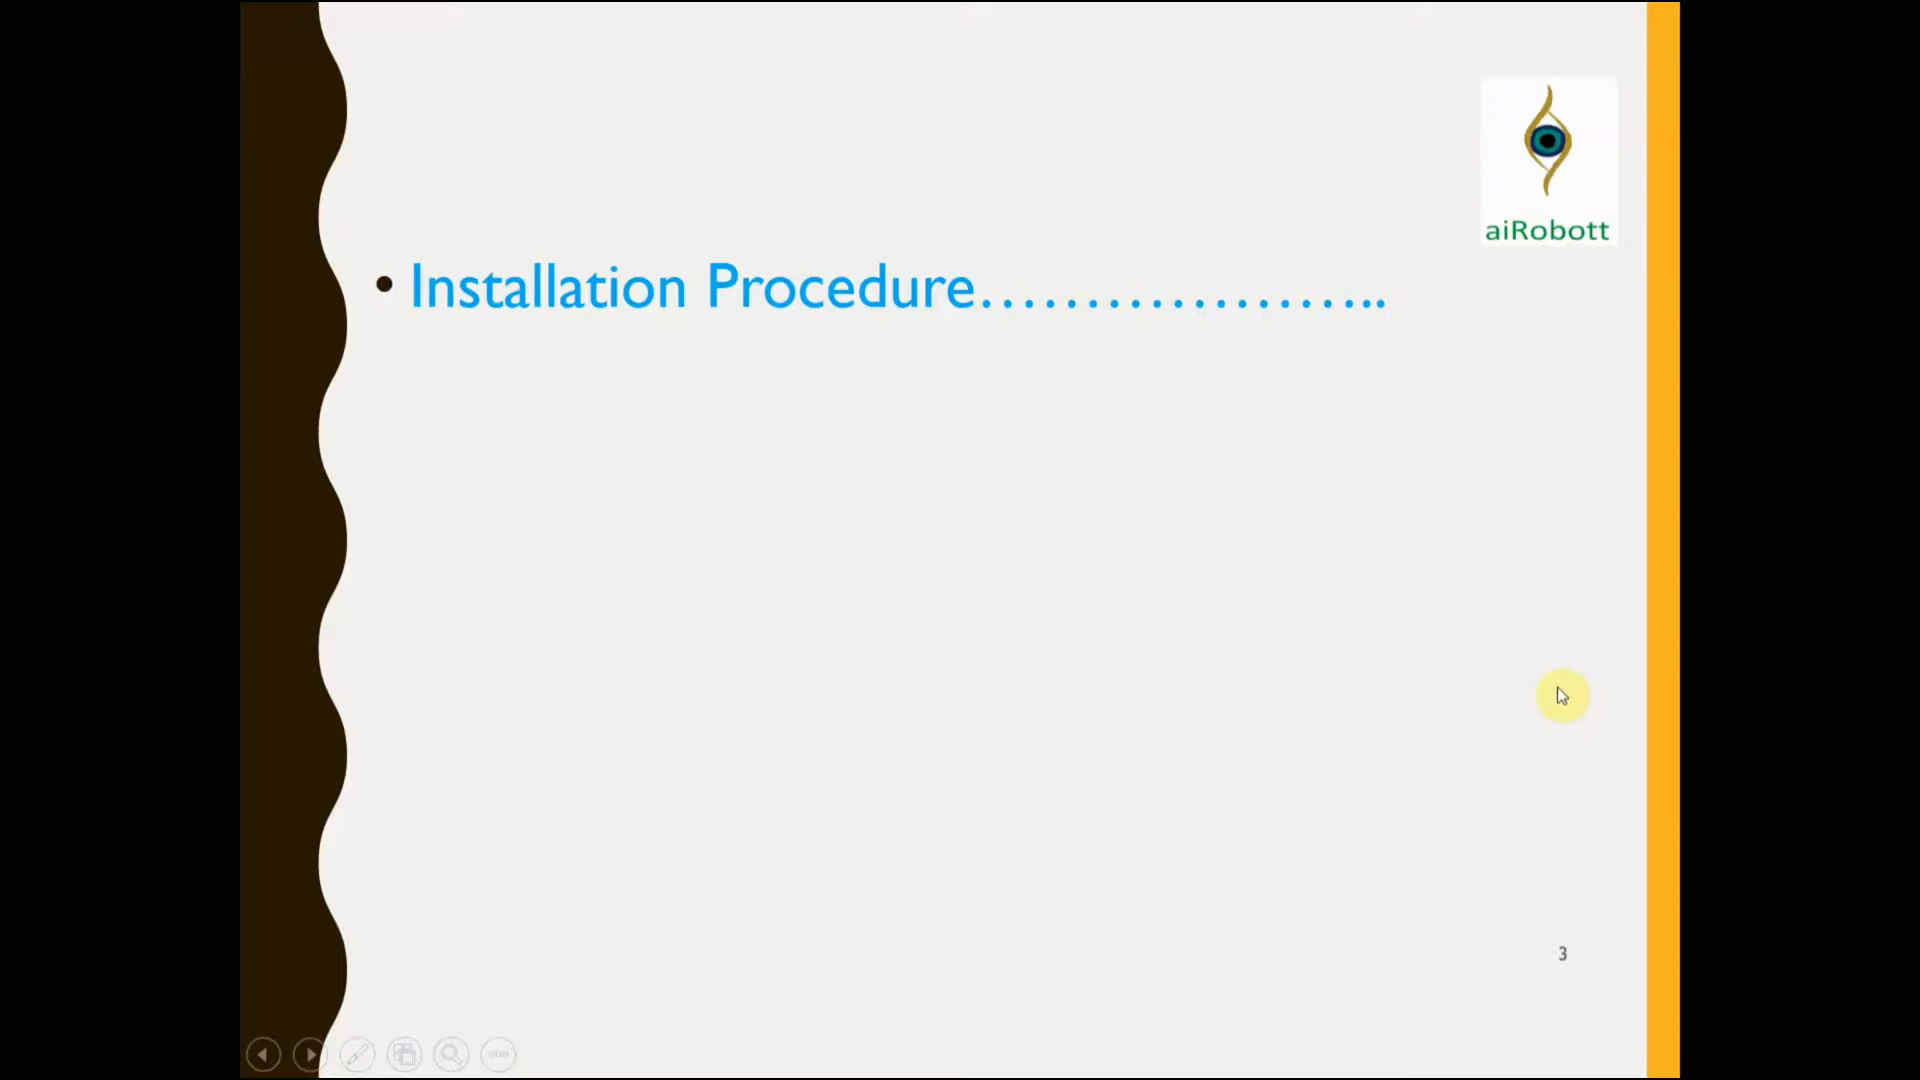 aiRobott
• Installation Procedure…………………..
3